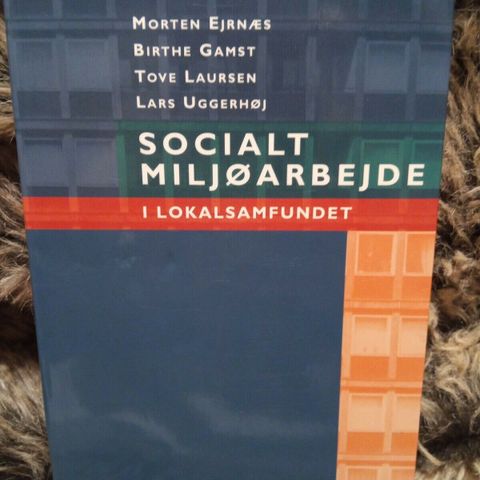 MORTEN EJRNÆS
BIRTHE GAMST
TOVE LAURSEN
LARS UGGERHØJ
SOCIALT
MILJØARBEJDE
I LOKALSAMFUNDET